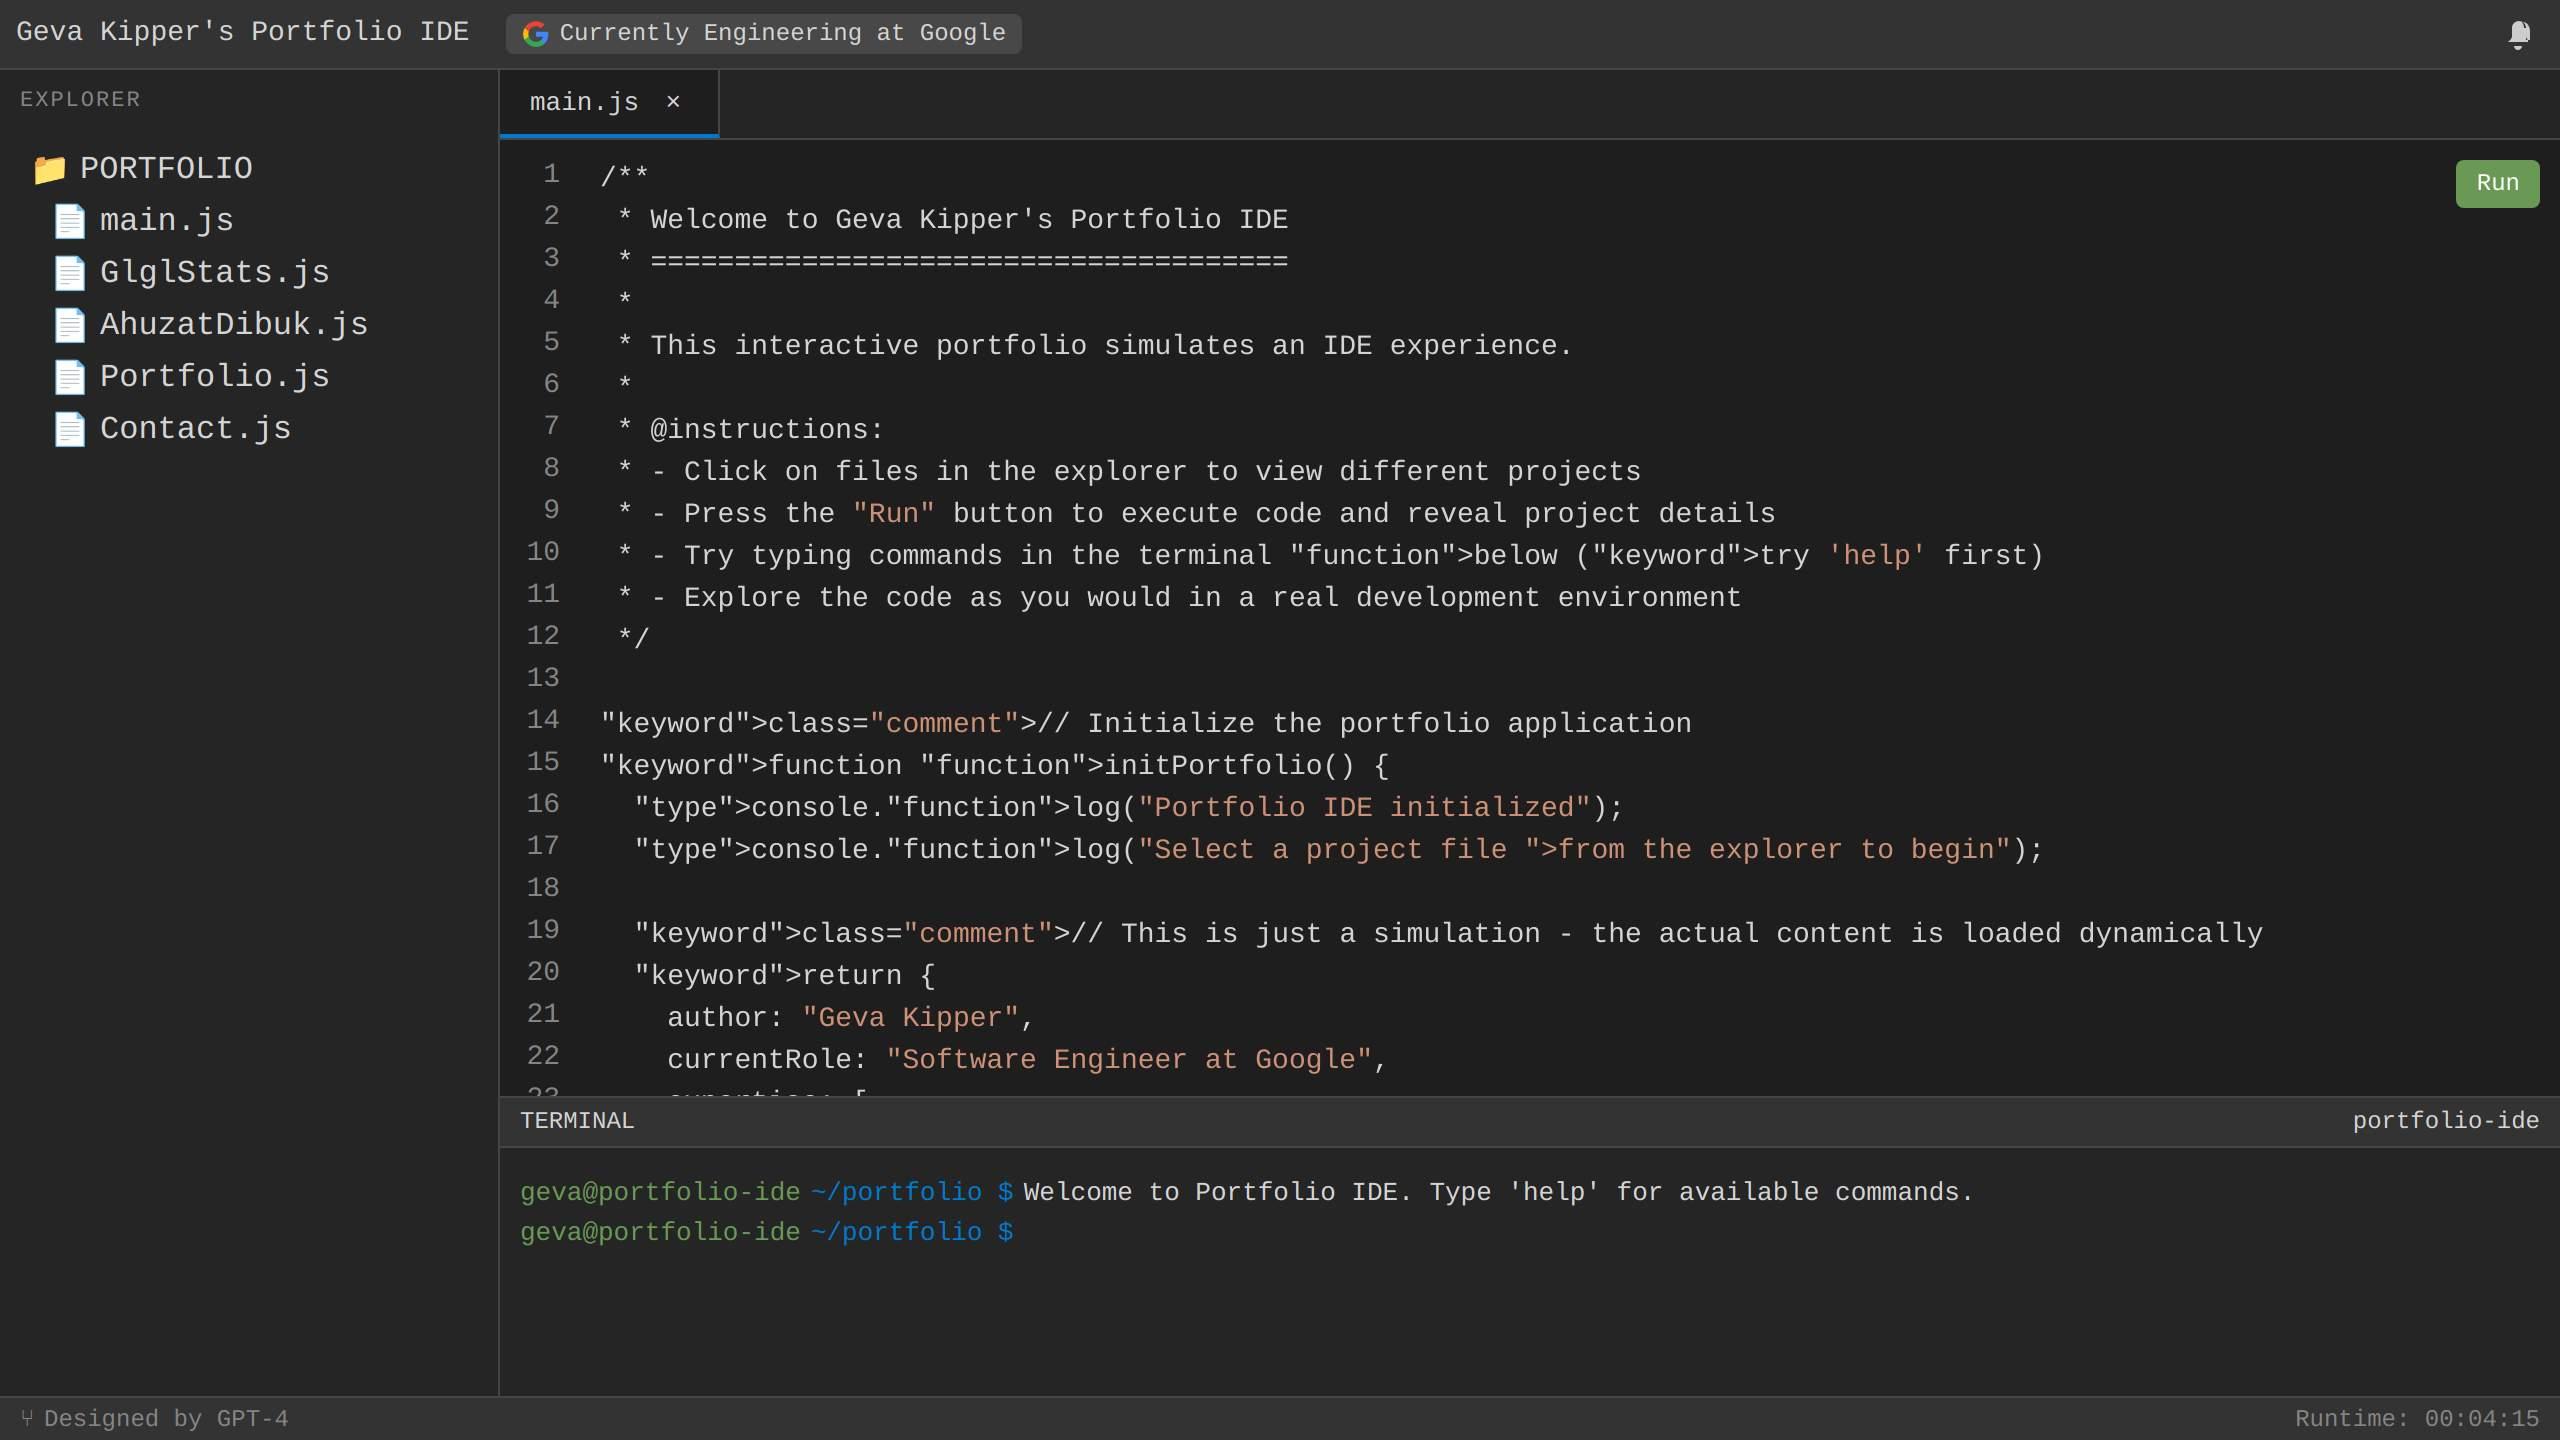 Geva Kipper's Portfolio IDE
Currently Engineering at Google
EXPLORER
PORTFOLIO
main.js
GlglStats.js
AhuzatDibuk.js
Portfolio.js
Contact.js
main.js ×
Run
1 /**
2  * Welcome to Geva Kipper's Portfolio IDE
3  * ======================================
4  *
5  * This interactive portfolio simulates an IDE experience.
6  *
7  * @instructions:
8  * - Click on files in the explorer to view different projects
9  * - Press the "Run" button to execute code and reveal project details
10  * - Try typing commands in the terminal "function">below ("keyword">try 'help' first)
11  * - Explore the code as you would in a real development environment
12  */
13
14 "keyword">class="comment">// Initialize the portfolio application
15 "keyword">function "function">initPortfolio() {
16   "type">console."function">log("Portfolio IDE initialized");
17   "type">console."function">log("Select a project file ">from the explorer to begin");
18
19   "keyword">class="comment">// This is just a simulation - the actual content is loaded dynamically
20   "keyword">return {
21     author: "Geva Kipper",
22     currentRole: "Software Engineer at Google",
TERMINAL
portfolio-ide
geva@portfolio-ide ~/portfolio $ Welcome to Portfolio IDE. Type 'help' for available commands.
geva@portfolio-ide ~/portfolio $
Designed by GPT-4
Runtime: 00:04:15